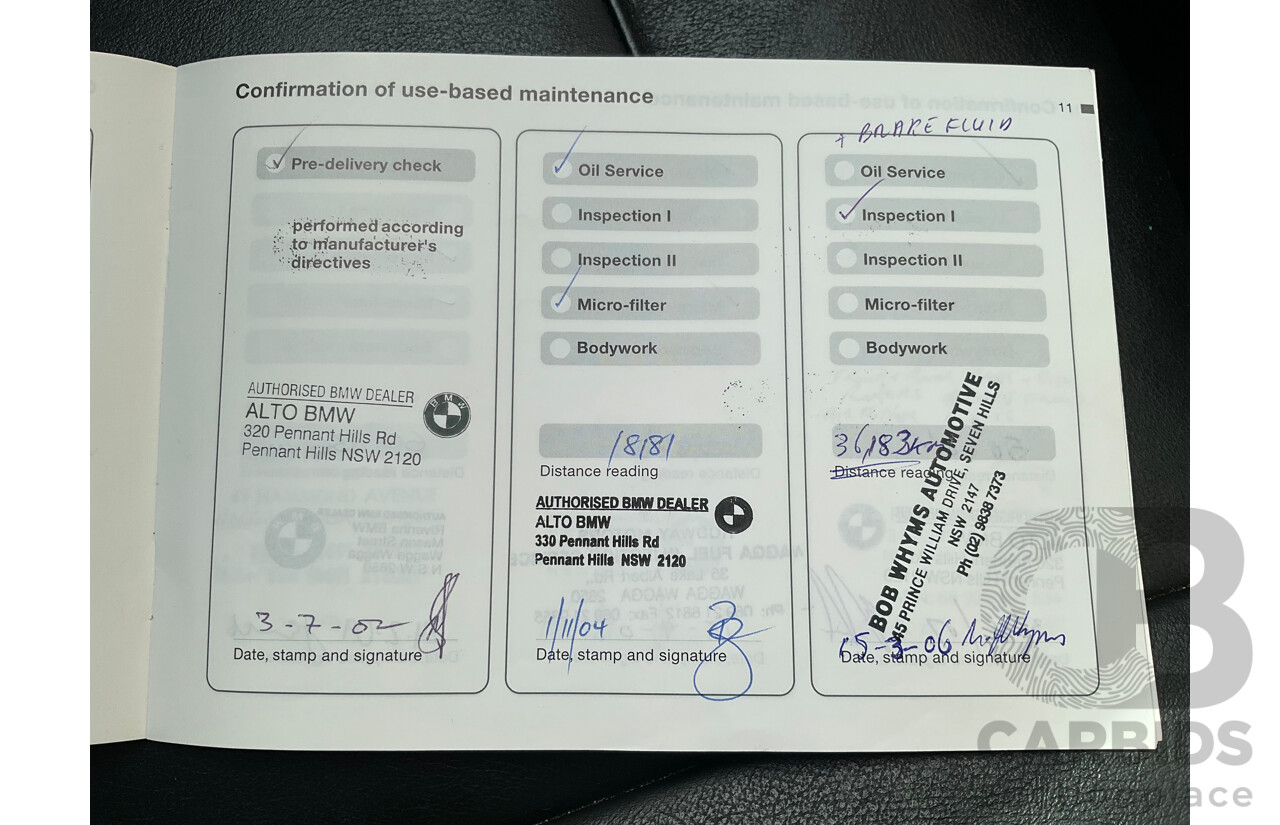 Confirmation of use-based maintenance
11
Pre-delivery check
performed according
to manufacturer's
directives
AUTHORISED BMW DEALER
ALTO BMW
320 Pennant Hills Rd
Pennant Hills NSW 2120
BMW
3-7-02
Date, stamp and signature
Oil Service
Inspection I
Inspection II
Micro-filter
Bodywork
18181
Distance reading
AUTHORISED BMW DEALER
ALTO BMW
330 Pennant Hills Rd
Pennant Hills NSW 2120
1/11/04
Date, stamp and signature
+ BRAKE FLUID
Oil Service
Inspection I
Inspection II
Micro-filter
Bodywork
36,183km
Distance reading
BOB WHYMS AUTOMOTIVE
PRINCE WILLIAM DRIVE, SEVEN HILLS
NSW 2147
Ph (02) 9838 7373
15-3-06
Date, stamp and signature
CB
CARBIDS